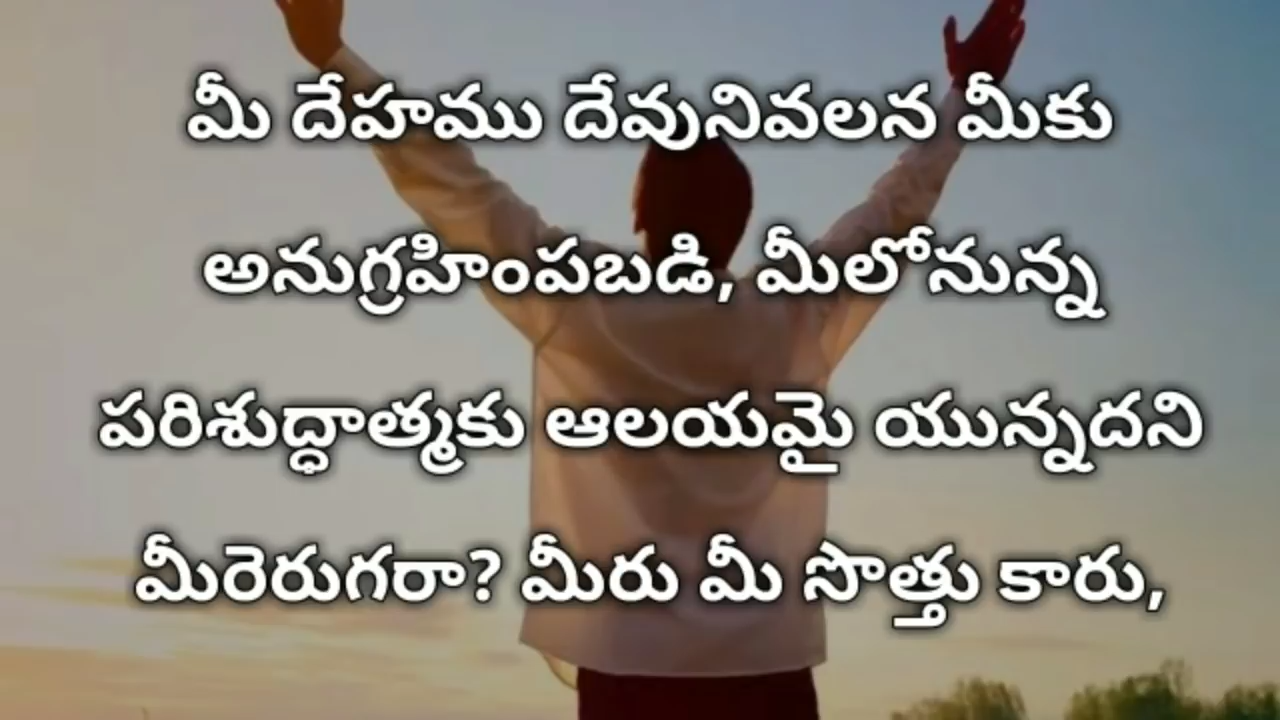 మీ దేహము దేవునివలన మీకు
అనుగ్రహింపబడి, మీలోనున్న
పరిశుద్ధాత్మకు ఆలయమై యున్నదని
మీరెరుగరా? మీరు మీ సొత్తు కారు,